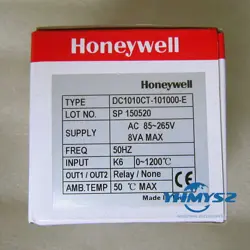 Honeywell
Honeywell
TYPE DC1010CT-101000-E
LOT NO. SP 150520
SUPPLY AC 85~265V
8VA MAX
FREQ 50HZ
INPUT K6 0~1200℃
OUT1 / OUT2 Relay / None
AMB.TEMP 50 ℃ MAX
Made
YHMYSZ